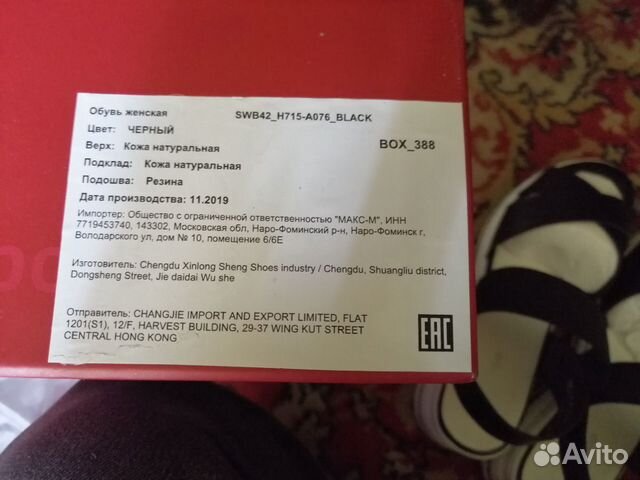 Обувь женская SWB42_H715-A076_BLACK
Цвет: ЧЕРНЫЙ
Верх: Кожа натуральная BOX_388
Подклад: Кожа натуральная
Подошва: Резина
Дата производства: 11.2019
Импортер: Общество с ограниченной ответственностью "МАКС-М", ИНН
7719453740, 143302, Московская обл, Наро-Фоминский р-н, Наро-Фоминск г,
Володарского ул, дом № 10, помещение 6/6Е
Изготовитель: Chengdu Xinlong Sheng Shoes industry / Chengdu, Shuangliu district,
Dongsheng Street, Jie daidai Wu she
Отправитель: CHANGJIE IMPORT AND EXPORT LIMITED, FLAT
1201(S1), 12/F, HARVEST BUILDING, 29-37 WING KUT STREET
CENTRAL HONG KONG
EAC
Avito